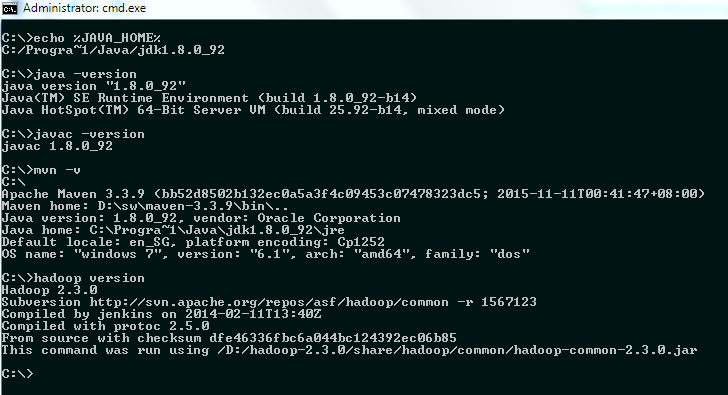 Administrator: cmd.exe
C:\>echo %JAVA_HOME%
C:/Progra~1/Java/jdk1.8.0_92
C:\>java -version
java version "1.8.0_92"
Java(TM) SE Runtime Environment (build 1.8.0_92-b14)
Java HotSpot(TM) 64-Bit Server VM (build 25.92-b14, mixed mode)
C:\>javac -version
javac 1.8.0_92
C:\>mvn -v
C:\
Apache Maven 3.3.9 (bb52d8502b132ec0a5a3f4c09453c07478323dc5; 2015-11-11T00:41:47+08:00)
Maven home: D:\sw\maven-3.3.9\bin\..
Java version: 1.8.0_92, vendor: Oracle Corporation
Java home: C:\Progra~1\Java\jdk1.8.0_92\jre
Default locale: en_SG, platform encoding: Cp1252
OS name: "windows 7", version: "6.1", arch: "amd64", family: "dos"
C:\>hadoop version
Hadoop 2.3.0
Subversion http://svn.apache.org/repos/asf/hadoop/common -r 1567123
Compiled by jenkins on 2014-02-11T13:40Z
Compiled with protoc 2.5.0
From source with checksum dfe46336fbc6a044bc124392ec06b85
This command was run using /D:/hadoop-2.3.0/share/hadoop/common/hadoop-common-2.3.0.jar
C:\>